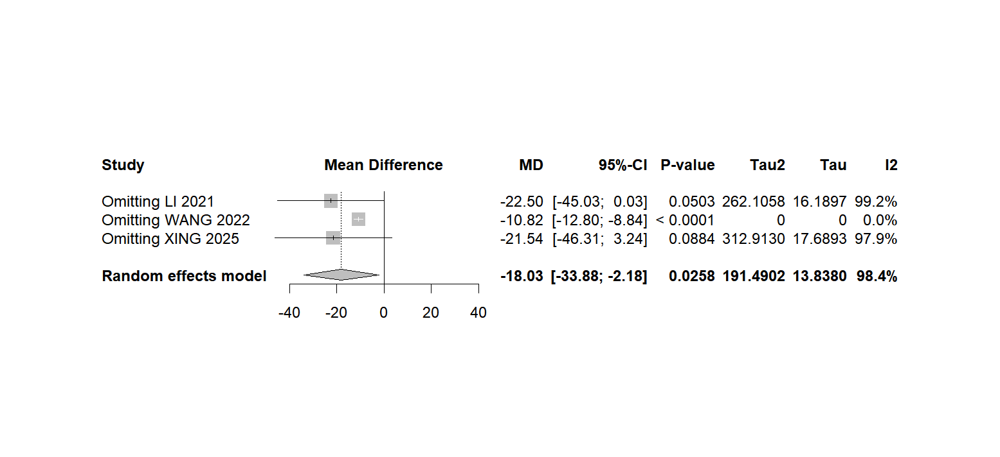 Study Mean Difference MD 95%-CI P-value Tau2 Tau I2
Omitting LI 2021 -22.50 [-45.03; 0.03] 0.0503 262.1058 16.1897 99.2%
Omitting WANG 2022 -10.82 [-12.80; -8.84] < 0.0001 0 0 0.0%
Omitting XING 2025 -21.54 [-46.31; 3.24] 0.0884 312.9130 17.6893 97.9%
Random effects model -18.03 [-33.88; -2.18] 0.0258 191.4902 13.8380 98.4%
-40 -20 0 20 40